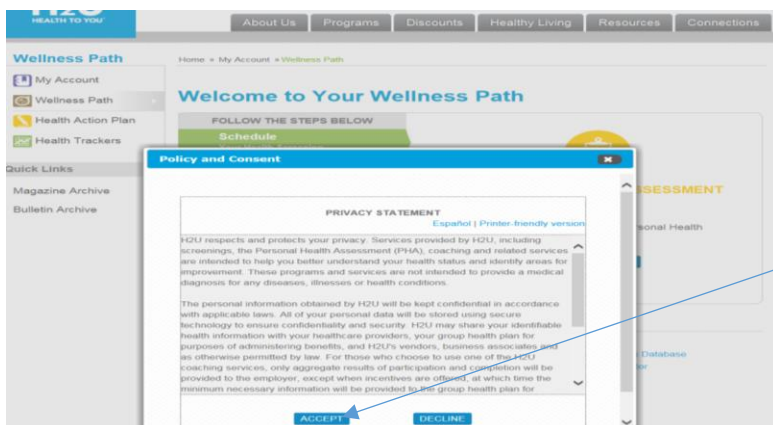 H2O
HEALTH TO YOU
About Us Programs Discounts Healthy Living Resources Connections
Wellness Path
Home » My Account » Wellness Path
My Account
Wellness Path
Health Action Plan
Health Trackers
Quick Links
Magazine Archive
Bulletin Archive
Welcome to Your Wellness Path
FOLLOW THE STEPS BELOW
Schedule
SSESSMENT
sonal Health
Database
Policy and Consent
PRIVACY STATEMENT
Español | Printer-friendly version
H2U respects and protects your privacy. Services provided by H2U, including
screenings, the Personal Health Assessment (PHA), coaching and related services
are intended to help you better understand your health status and identify areas for
improvement. These programs and services are not intended to provide a medical
diagnosis for any diseases, illnesses or health conditions.
The personal information obtained by H2U will be kept confidential in accordance
with applicable laws. All of your personal data will be stored using secure
technology to ensure confidentiality and security. H2U may share your identifiable
health information with your healthcare providers, your group health plan for
purposes of administering benefits, and H2U's vendors, business associates and
as otherwise permitted by law. For those who choose to use one of the H2U
coaching services, only aggregate results of participation and completion will be
provided to the employer, except when incentives are offered, at which time the
minimum necessary information will be provided to the group health plan for
ACCEPT DECLINE